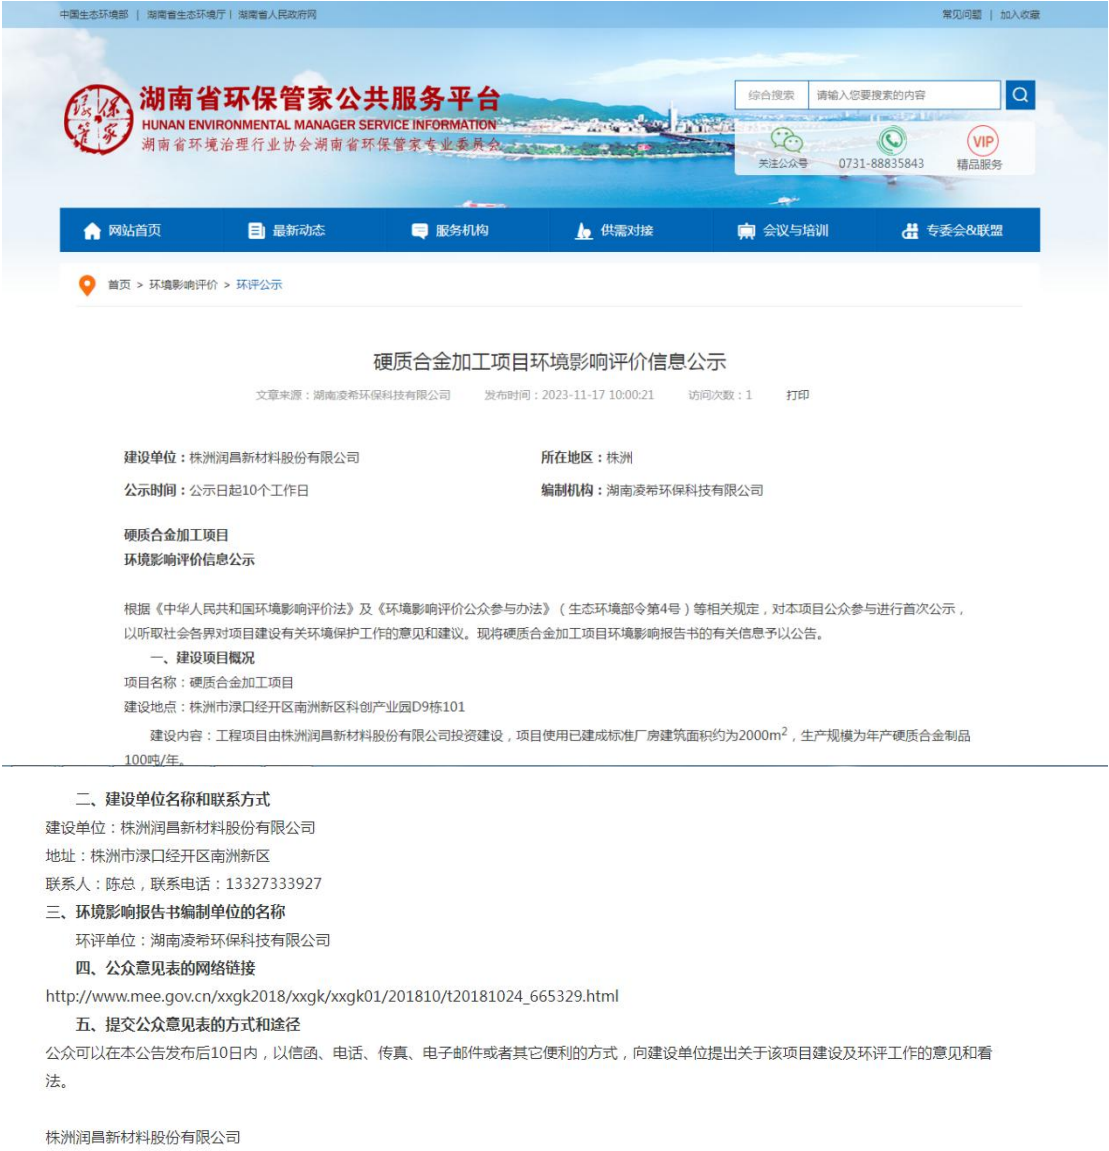 中国生态环境部 | 湖南省生态环境厅 | 湖南省人民政府网
常见问题 | 加入收藏
湖南省环保管家公共服务平台
HUNAN ENVIRONMENTAL MANAGER SERVICE INFORMATION
湖南省环境治理行业协会湖南省环保管家专业委员会
环保管家
综合搜索 请输入您要搜索的内容
关注公众号 0731-88835843 VIP 精品服务
网站首页 最新动态 服务机构 供需对接 会议与培训 专委会&联盟
首页 > 环境影响评价 > 环评公示
硬质合金加工项目环境影响评价信息公示
文章来源：湖南凌希环保科技有限公司 发布时间：2023-11-17 10:00:21 访问次数：1 打印
建设单位：株洲润昌新材料股份有限公司 所在地区：株洲
公示时间：公示日起10个工作日 编制机构：湖南凌希环保科技有限公司
硬质合金加工项目
环境影响评价信息公示
根据《中华人民共和国环境影响评价法》及《环境影响评价公众参与办法》（生态环境部令第4号）等相关规定，对本项目公众参与进行首次公示，
以听取社会各界对项目建设有关环境保护工作的意见和建议。现将硬质合金加工项目环境影响报告书的有关信息予以公告。
一、建设项目概况
项目名称：硬质合金加工项目
建设地点：株洲市渌口经开区南洲新区科创产业园D9栋101
建设内容：工程项目由株洲润昌新材料股份有限公司投资建设，项目使用已建成标准厂房建筑面积约为2000m²，生产规模为年产硬质合金制品
100吨/年。
二、建设单位名称和联系方式
建设单位：株洲润昌新材料股份有限公司
地址：株洲市渌口经开区南洲新区
联系人：陈总，联系电话：13327333927
三、环境影响报告书编制单位的名称
环评单位：湖南凌希环保科技有限公司
四、公众意见表的网络链接
http://www.mee.gov.cn/xxgk2018/xxgk/xxgk01/201810/t20181024_665329.html
五、提交公众意见表的方式和途径
公众可以在本公告发布后10日内，以信函、电话、传真、电子邮件或者其它便利的方式，向建设单位提出关于该项目建设及环评工作的意见和看
法。
株洲润昌新材料股份有限公司